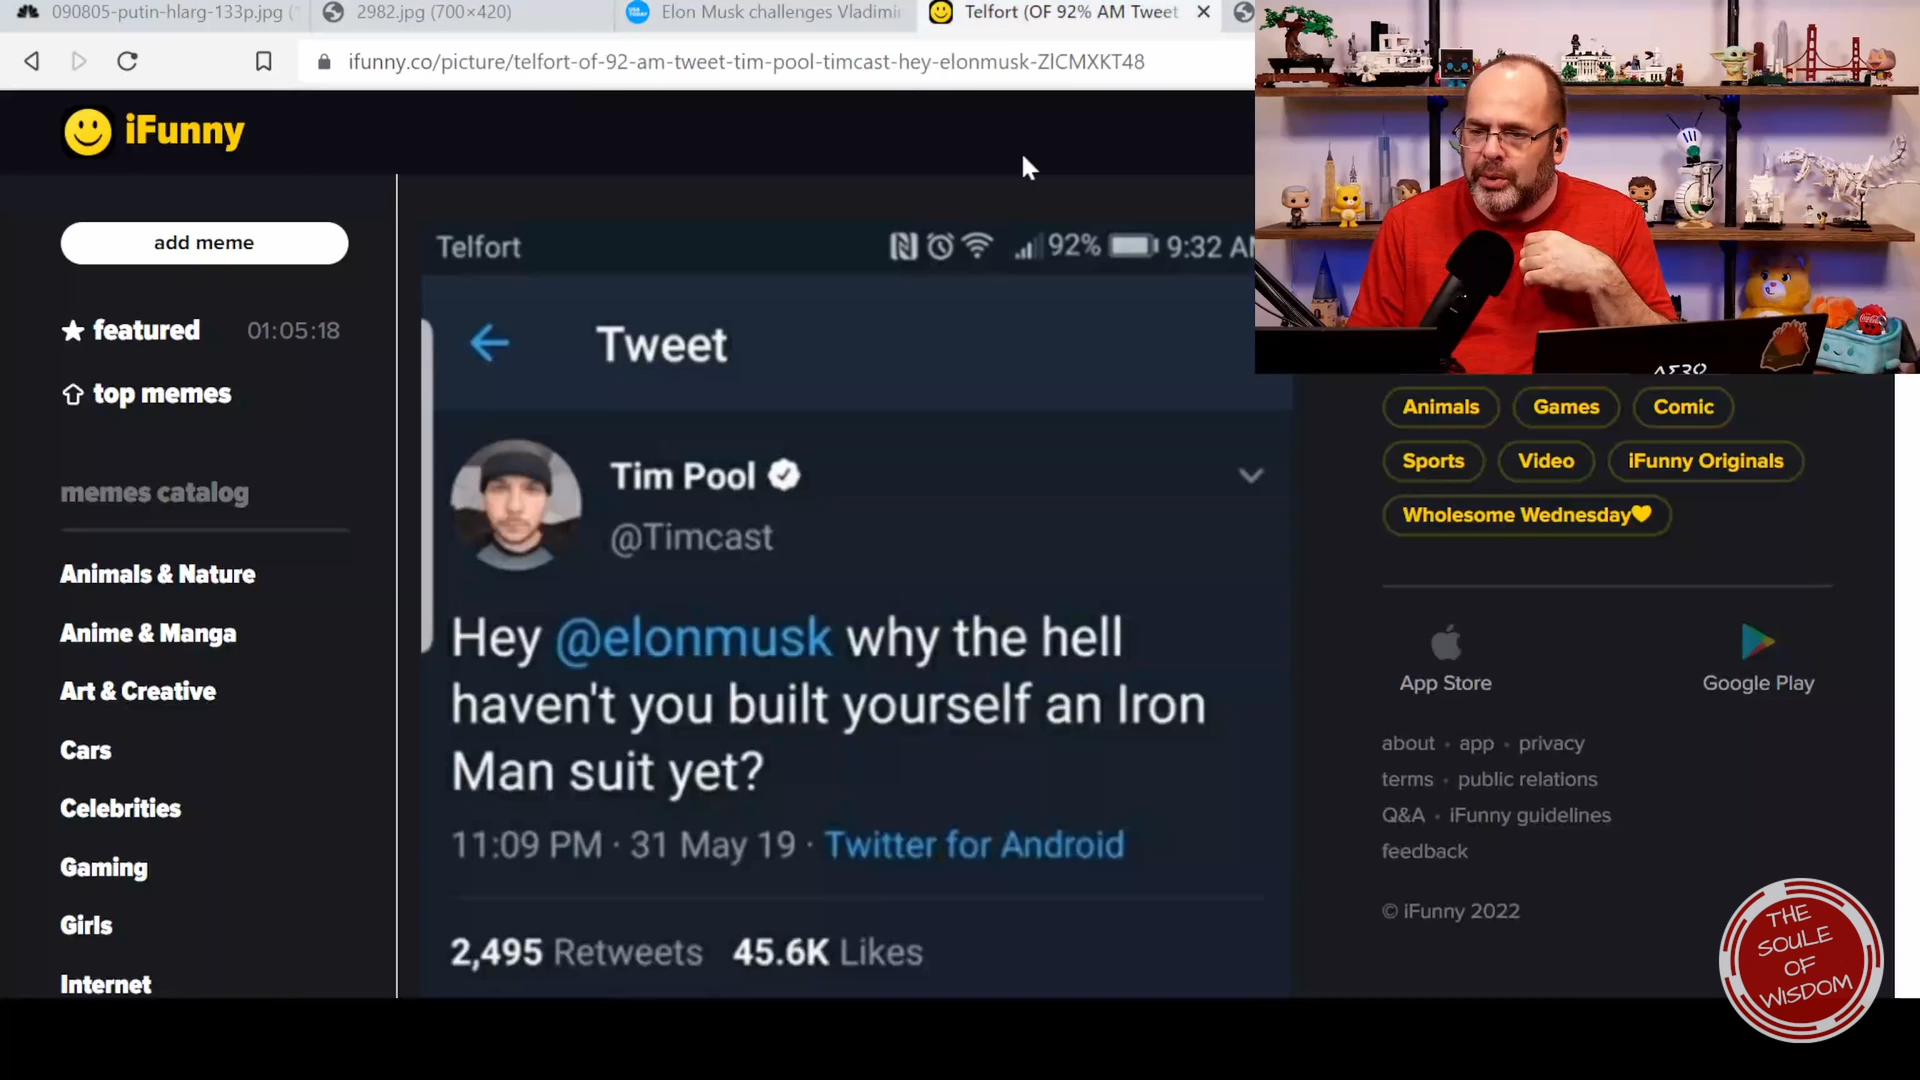 090805-putin-hlarg-133p.jpg (
2982.jpg (700×420)
Elon Musk challenges Vladimi
Telfort (OF 92% AM Tweet
ifunny.co/picture/telfort-of-92-am-tweet-tim-pool-timcast-hey-elonmusk-ZlCMXKT48
iFunny
add meme
featured 01:05:18
top memes
memes catalog
Animals & Nature
Anime & Manga
Art & Creative
Cars
Celebrities
Gaming
Girls
Internet
Telfort 92% 9:32 A
Tweet
Tim Pool
@Timcast
Hey @elonmusk why the hell
haven't you built yourself an Iron
Man suit yet?
11:09 PM · 31 May 19 · Twitter for Android
2,495 Retweets 45.6K Likes
Animals Games Comic
Sports Video iFunny Originals
Wholesome Wednesday
App Store Google Play
about • app • privacy
terms • public relations
Q&A • iFunny guidelines
feedback
© iFunny 2022
THE
SOULE
OF
WISDOM